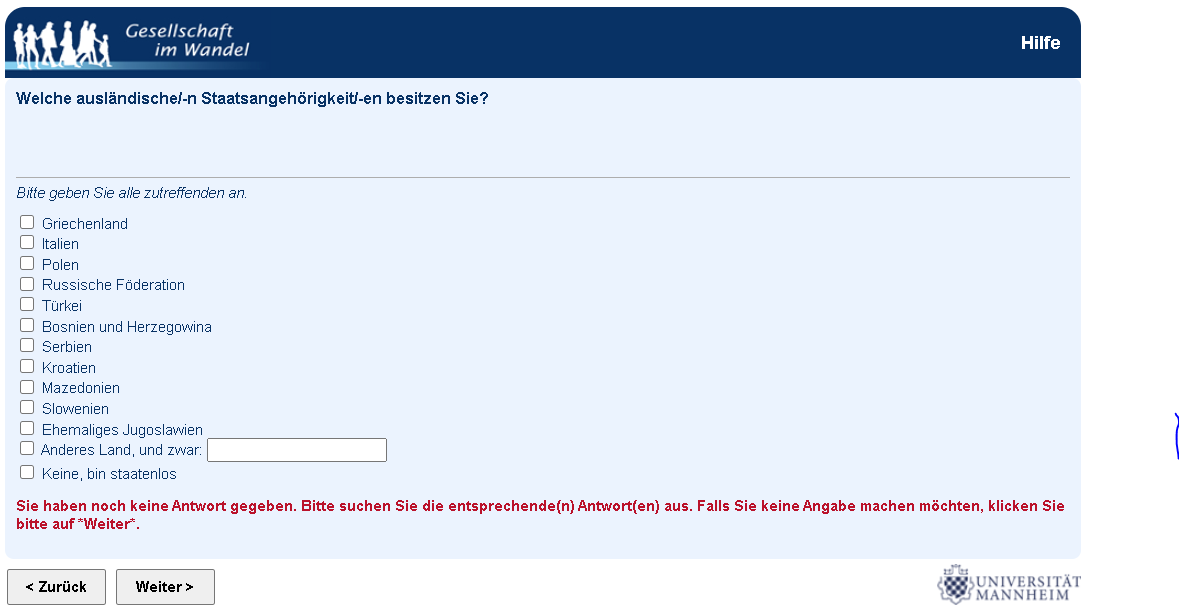 Gesellschaft
im Wandel
Hilfe
Welche ausländische/-n Staatsangehörigkeit/-en besitzen Sie?
Bitte geben Sie alle zutreffenden an.
Griechenland
Italien
Polen
Russische Föderation
Türkei
Bosnien und Herzegowina
Serbien
Kroatien
Mazedonien
Slowenien
Ehemaliges Jugoslawien
Anderes Land, und zwar:
Keine, bin staatenlos
Sie haben noch keine Antwort gegeben. Bitte suchen Sie die entsprechende(n) Antwort(en) aus. Falls Sie keine Angabe machen möchten, klicken Sie
bitte auf *Weiter*.
< Zurück
Weiter >
UNIVERSITÄT
MANNHEIM